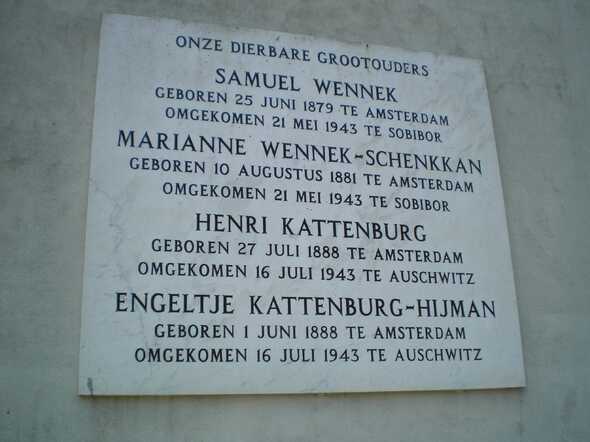 ONZE DIERBARE GROOTOUDERS
SAMUEL WENNEK
GEBOREN 25 JUNI 1879 TE AMSTERDAM
OMGEKOMEN 21 MEI 1943 TE SOBIBOR
MARIANNE WENNEK-SCHENKKAN
GEBOREN 10 AUGUSTUS 1881 TE AMSTERDAM
OMGEKOMEN 21 MEI 1943 TE SOBIBOR
HENRI KATTENBURG
GEBOREN 27 JULI 1888 TE AMSTERDAM
OMGEKOMEN 16 JULI 1943 TE AUSCHWITZ
ENGELTJE KATTENBURG-HIJMAN
GEBOREN 1 JUNI 1888 TE AMSTERDAM
OMGEKOMEN 16 JULI 1943 TE AUSCHWITZ